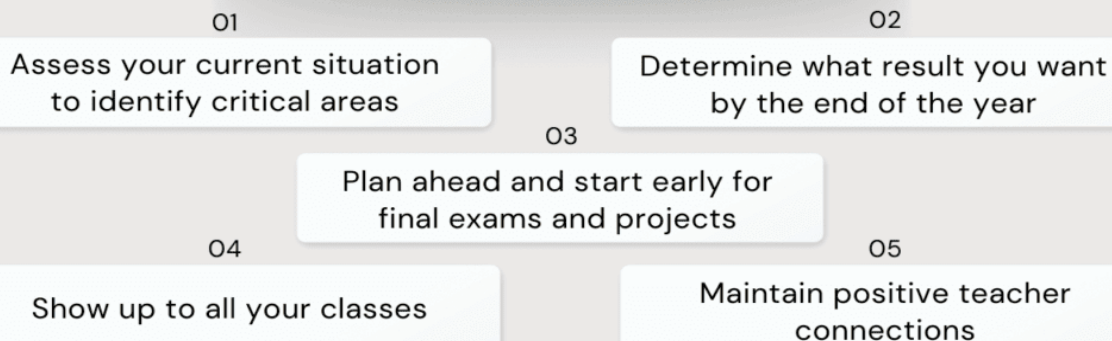 01
Assess your current situation
to identify critical areas
02
Determine what result you want
by the end of the year
03
Plan ahead and start early for
final exams and projects
04
Show up to all your classes
05
Maintain positive teacher
connections